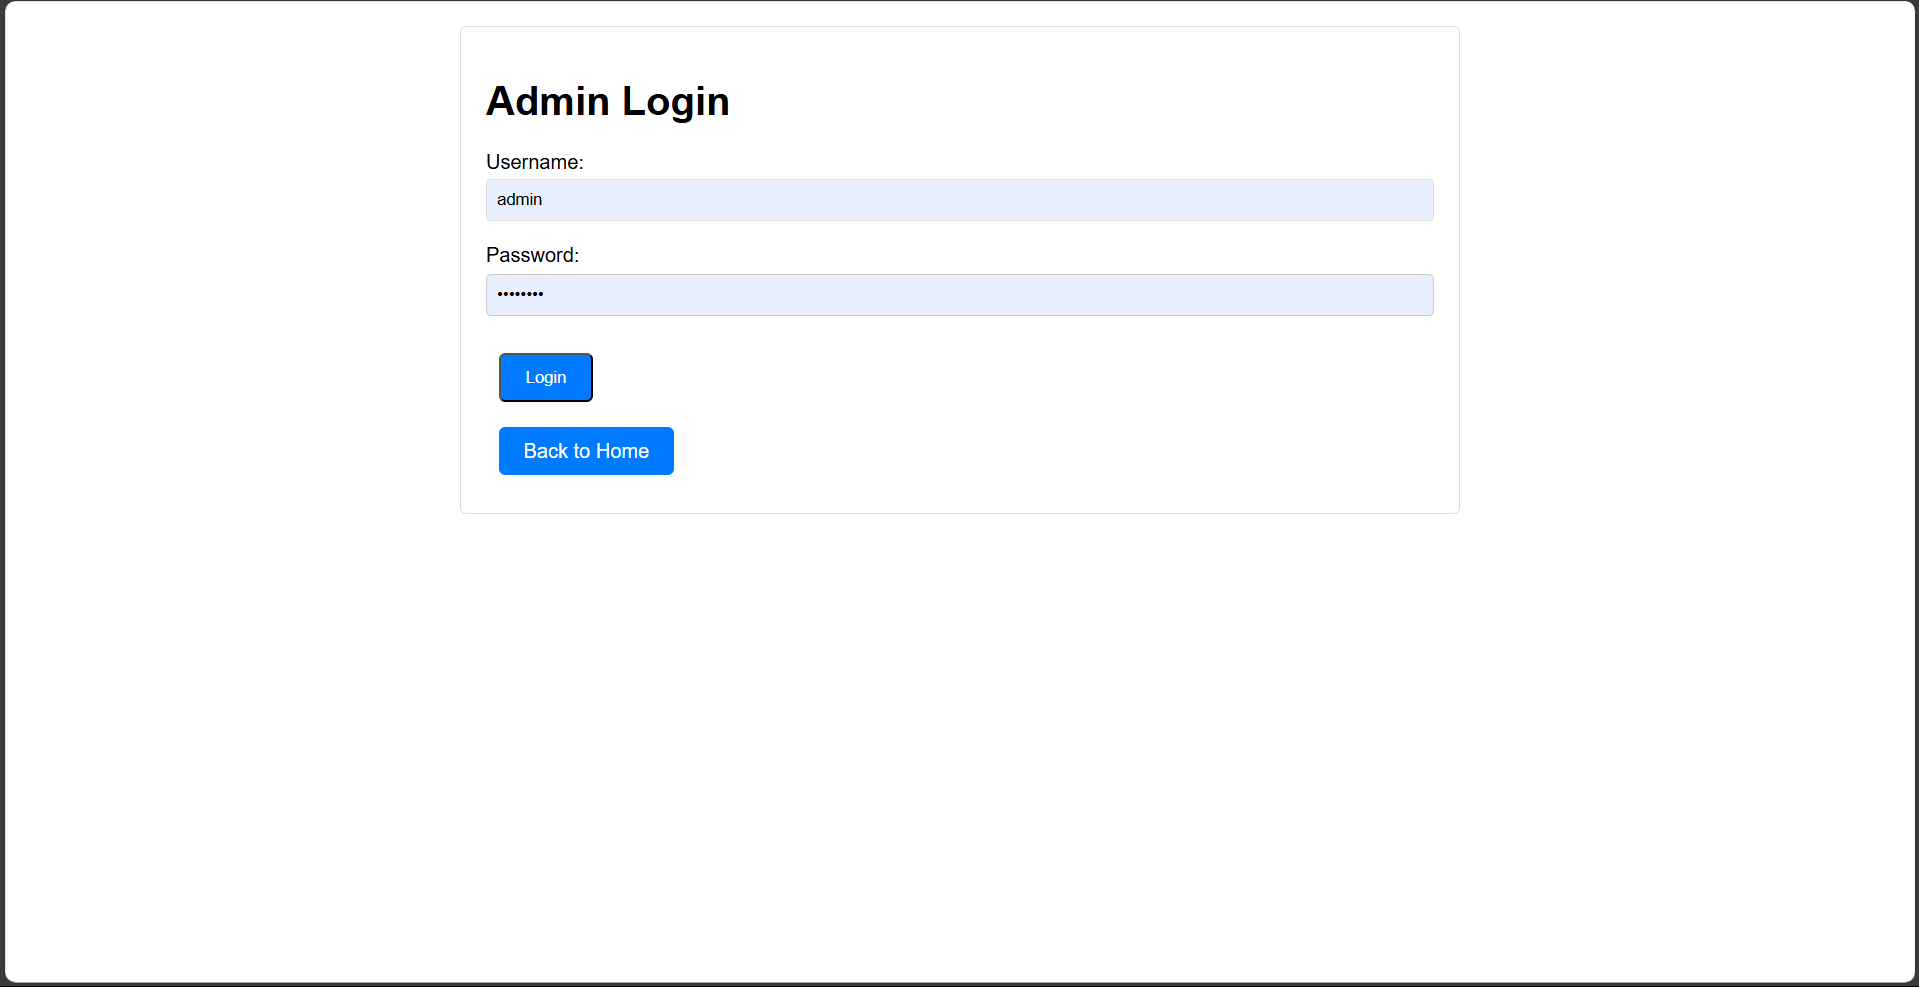 Admin Login
Username:
admin
Password:
••••••••
Login
Back to Home